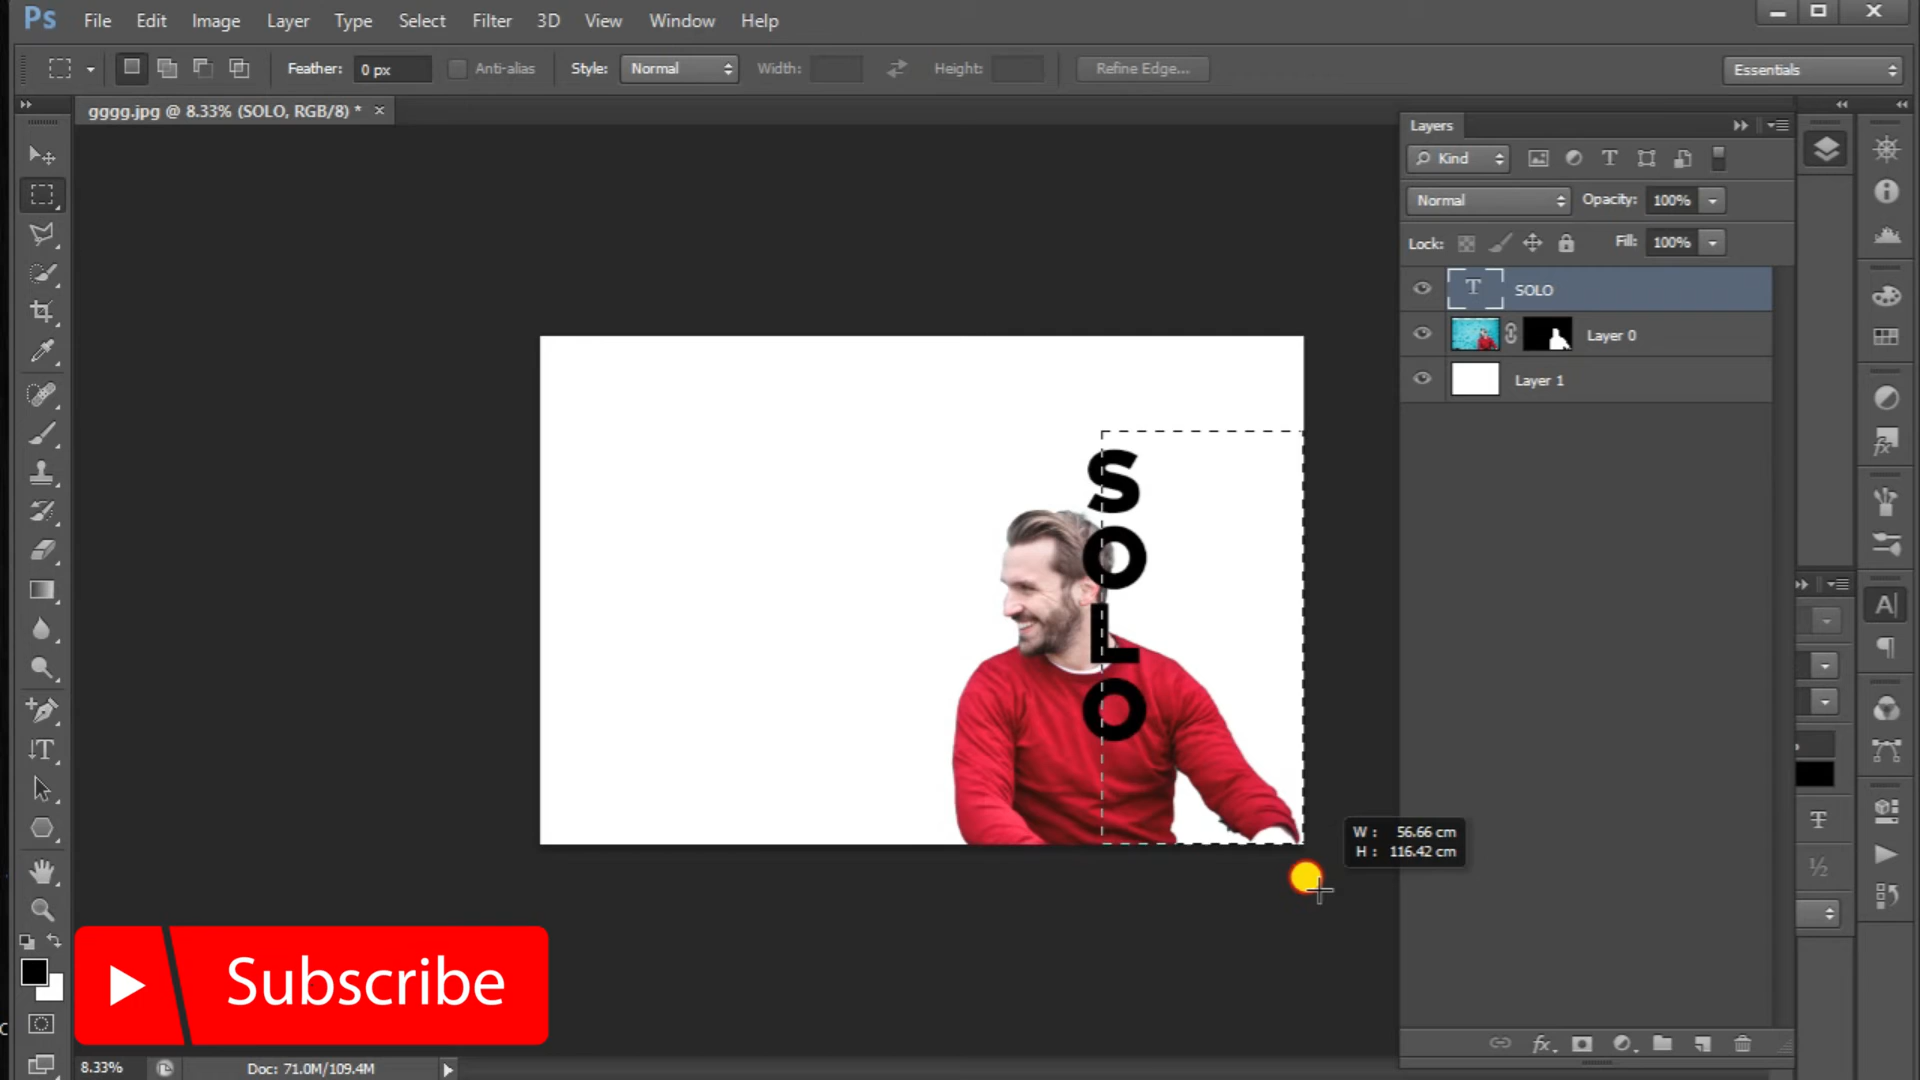 Ps File Edit Image Layer Type Select Filter 3D View Window Help
Feather: 0 px Anti-alias Style: Normal Width: Height: Refine Edge... Essentials
gggg.jpg @ 8.33% (SOLO, RGB/8) * ×
Layers
Kind
Normal Opacity: 100%
Lock: Fill: 100%
T SOLO
Layer 0
Layer 1
S
O
L
O
W : 56.66 cm
H : 116.42 cm
Subscribe
8.33% Doc: 71.0M/109.4M